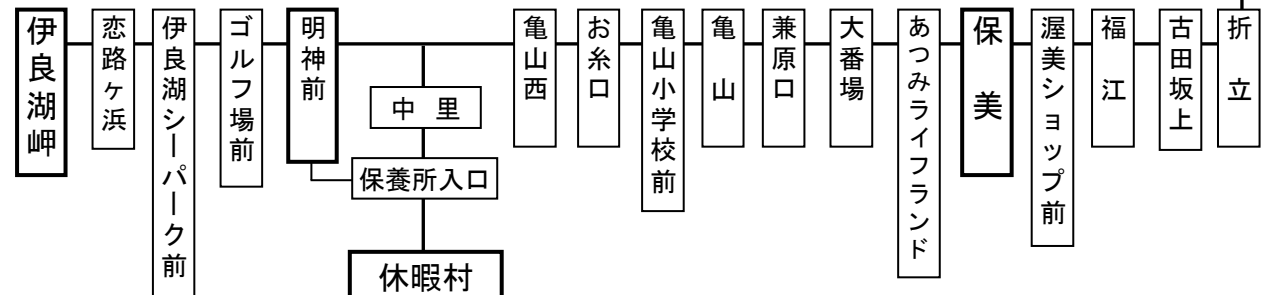 伊良湖岬
恋路ヶ浜
伊良湖シーパーク前
ゴルフ場前
明神前
中里
保養所入口
休暇村
亀山西
お糸口
亀山小学校前
亀山
兼原口
大番場
あつみライフランド
保美
渥美ショップ前
福江
古田坂上
折立